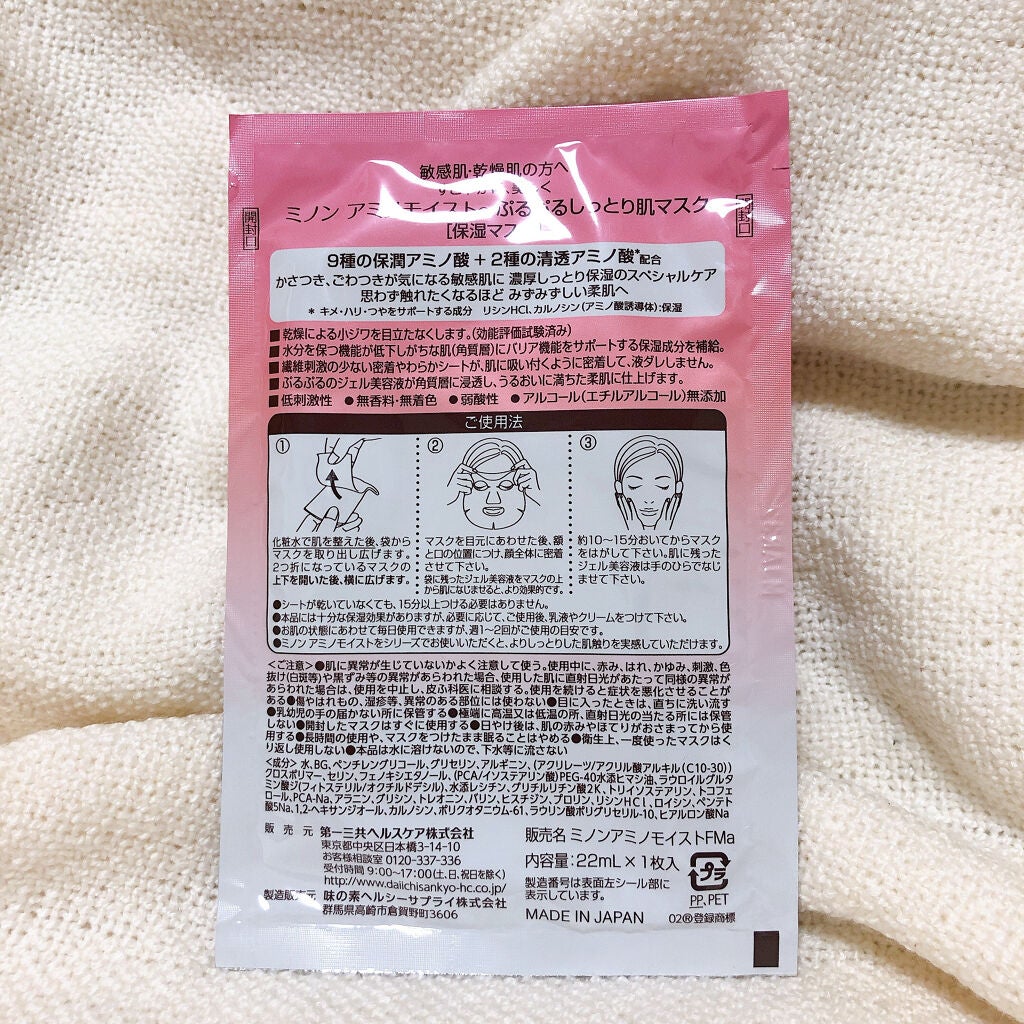 敏感肌・乾燥肌の方へ
ミノン アミノモイスト ぷるぷるしっとり肌マスク
[保湿マスク]
開封口
開封口
9種の保潤アミノ酸 + 2種の清透アミノ酸*配合
かさつき、ごわつきが気になる敏感肌に 濃厚しっとり保湿のスペシャルケア
思わず触れたくなるほど みずみずしい柔肌へ
* キメ・ハリ・つやをサポートする成分 リシンHCl、カルノシン(アミノ酸誘導体):保湿
■乾燥による小ジワを目立たなくします。(効能評価試験済み)
■水分を保つ機能が低下しがちな肌(角質層)にバリア機能をサポートする保湿成分を補給。
■繊維刺激の少ない密着やわらかシートが、肌に吸い付くように密着して、液ダレしません。
■ぷるぷるのジェル美容液が角質層に浸透し、うるおいに満ちた柔肌に仕上げます。
■低刺激性 ●無香料・無着色 ●弱酸性 ●アルコール(エチルアルコール)無添加
ご使用法
①
化粧水で肌を整えた後、袋から
マスクを取り出し広げます。
2つ折になっているマスクの
上下を開いた後、横に広げます。
②
マスクを目元にあわせた後、額
と口の位置につけ、顔全体に密着
させて下さい。
袋に残ったジェル美容液をマスクの上
から肌になじませると、より効果的です。
③
約10〜15分おいてからマスク
をはがして下さい。肌に残った
ジェル美容液は手のひらでなじ
ませて下さい。
●シートが乾いていなくても、15分以上つける必要はありません。
●本品には十分な保湿効果がありますが、必要に応じて、ご使用後、乳液やクリームをつけて下さい。
●お肌の状態にあわせて毎日使用できますが、週1〜2回がご使用の目安です。
●ミノン アミノモイストをシリーズでお使いいただくと、よりしっとりした肌触りを実感していただけます。
<ご注意>●肌に異常が生じていないかよく注意して使う。使用中に、赤み、はれ、かゆみ、刺激、色
抜け(白斑等)や黒ずみ等の異常があらわれた場合、使用した肌に直射日光があたって同様の異常が
あらわれた場合は、使用を中止し、皮ふ科医に相談する。使用を続けると症状を悪化させることが
ある●傷やはれもの、湿疹等、異常のある部位には使わない●目に入ったときは、直ちに洗い流す
●乳幼児の手の届かない所に保管する●極端に高温又は低温の所、直射日光の当たる所には保管
しない●開封したマスクはすぐに使用する●日やけ後は、肌の赤みやほてりがおさまってから使用
する●長時間の使用や、マスクをつけたまま眠ることはやめる●衛生上、一度使ったマスクはく
り返し使用しない●本品は水に溶けないので、下水等に流さない
<成分> 水、BG、ペンチレングリコール、グリセリン、アルギニン、(アクリレーツ/アクリル酸アルキル(C10-30))
クロスポリマー、セリン、フェノキシエタノール、(PCA/イソステアリン酸)PEG-40水添ヒマシ油、ラウロイルグルタ
ミン酸ジ(フィトステリル/オクチルドデシル)、水添レシチン、グリチルリチン酸2K、トリイソステアリン、トコフェ
ロール、PCA-Na、アラニン、グリシン、トレオニン、バリン、ヒスチジン、プロリン、リシンHCl、ロイシン、ペンテト
酸5Na、1,2-ヘキサンジオール、カルノシン、ポリクオタニウム-61、ラウリン酸ポリグリセリル-10、ヒアルロン酸Na
販売元 第一三共ヘルスケア株式会社
東京都中央区日本橋3-14-10
お客様相談室 0120-337-336
受付時間 9:00〜17:00(土、日、祝日を除く)
http://www.daiichisankyo-hc.co.jp/
製造販売元 味の素ヘルシーサプライ株式会社
群馬県高崎市倉賀野町3606
販売名 ミノンアミノモイストFMa
内容量:22mL×1枚入
製造番号は表面左シール部に
表示しています。
MADE IN JAPAN
プラ
PP、PET
02®登録商標